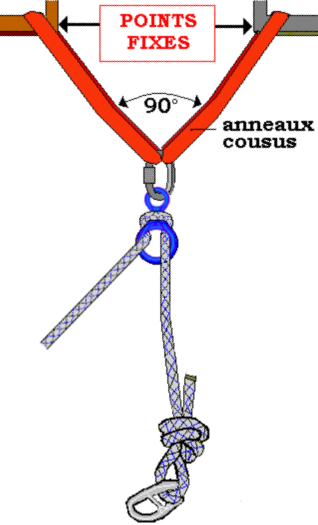 POINTS
FIXES
90°
anneaux
cousus